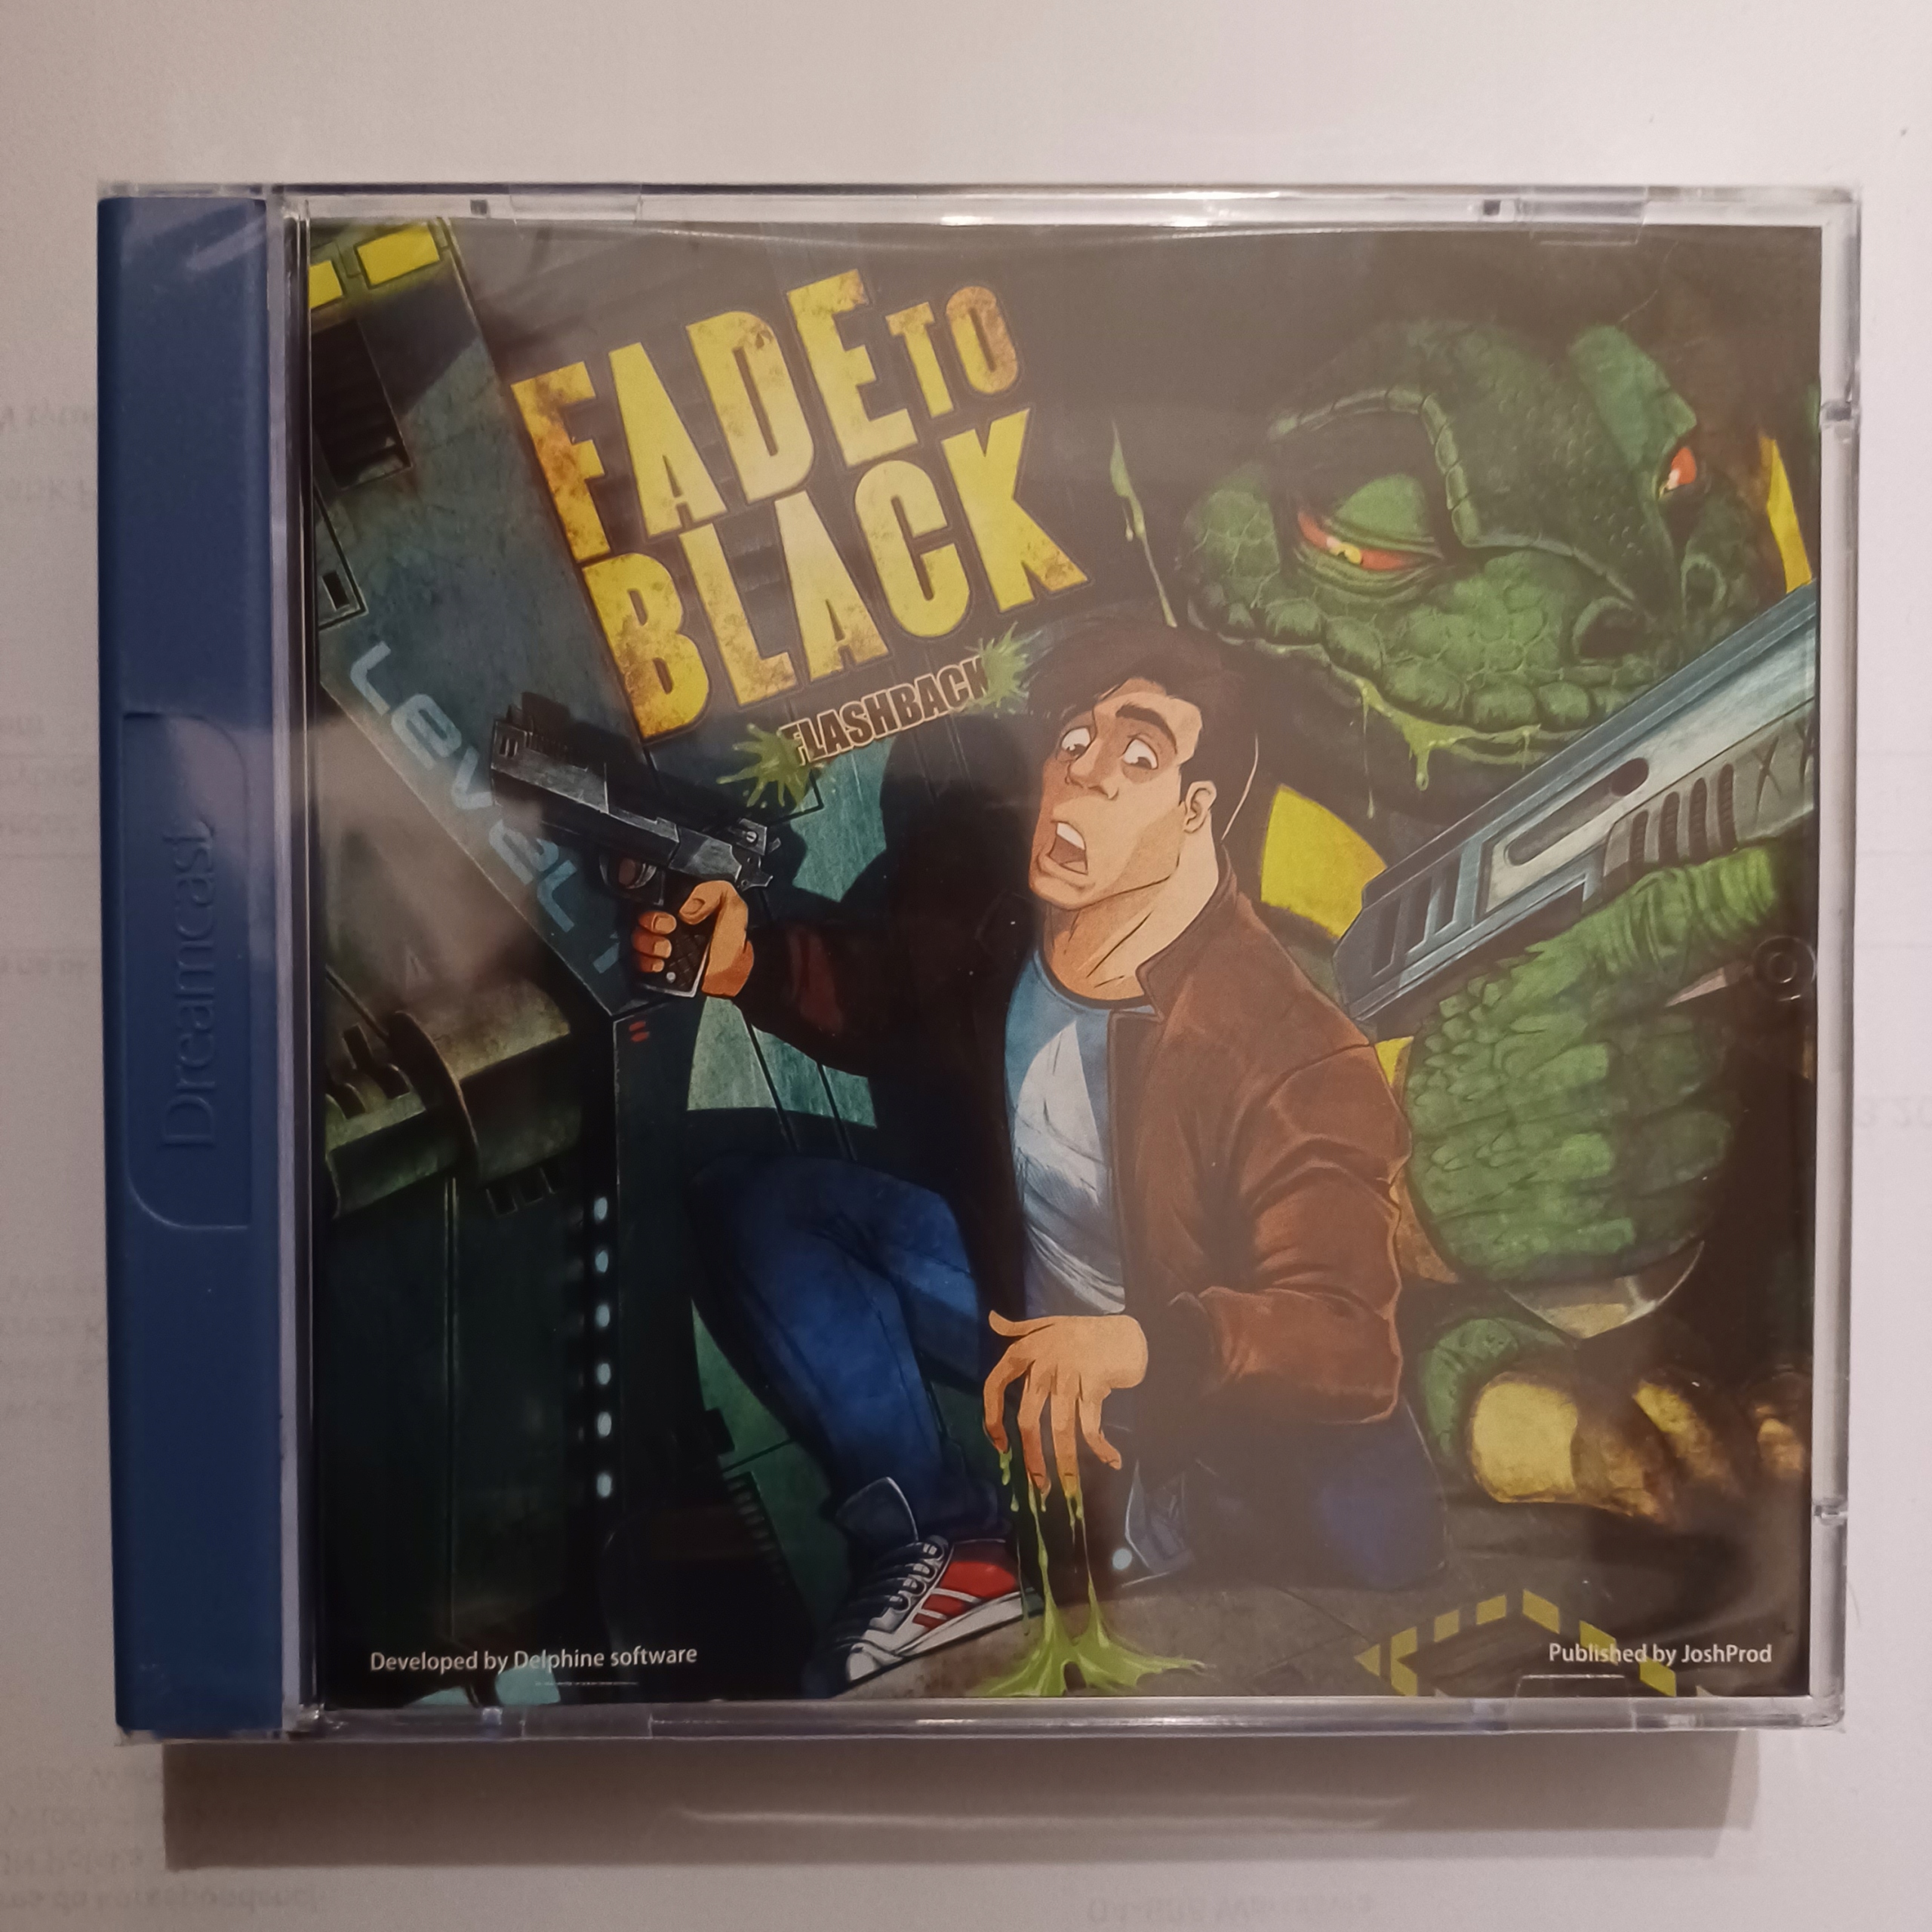 FADE TO
BLACK
FLASHBACK
Level 1
Dreamcast
Developed by Delphine software
Published by JoshProd